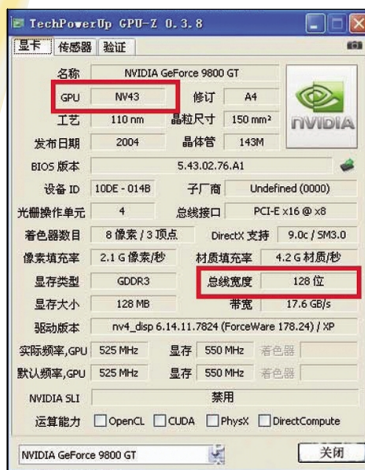 TechPowerUp GPU-Z 0.3.8
显卡 传感器 验证
名称 NVIDIA GeForce 9800 GT
GPU NV43 修订 A4
工艺 110 nm 晶粒尺寸 150 mm²
发布日期 2004 晶体管 143M
NVIDIA
BIOS 版本 5.43.02.76.A1
设备 ID 10DE - 014B 子厂商 Undefined (0000)
光栅操作单元 4 总线接口 PCI-E x16 @ x8
着色器数目 8 像素 / 3 顶点 DirectX 支持 9.0c / SM3.0
像素填充率 2.1 G 像素/秒 材质填充率 4.2 G 材质/秒
显存类型 GDDR3 总线宽度 128 位
显存大小 128 MB 带宽 17.6 GB/s
驱动版本 nv4_disp 6.14.11.7824 (ForceWare 178.24) / XP
实际频率,GPU 525 MHz 显存 550 MHz 着色器
默认频率,GPU 525 MHz 显存 550 MHz 着色器
NVIDIA SLI 禁用
运算能力 OpenCL CUDA PhysX DirectCompute
NVIDIA GeForce 9800 GT 关闭